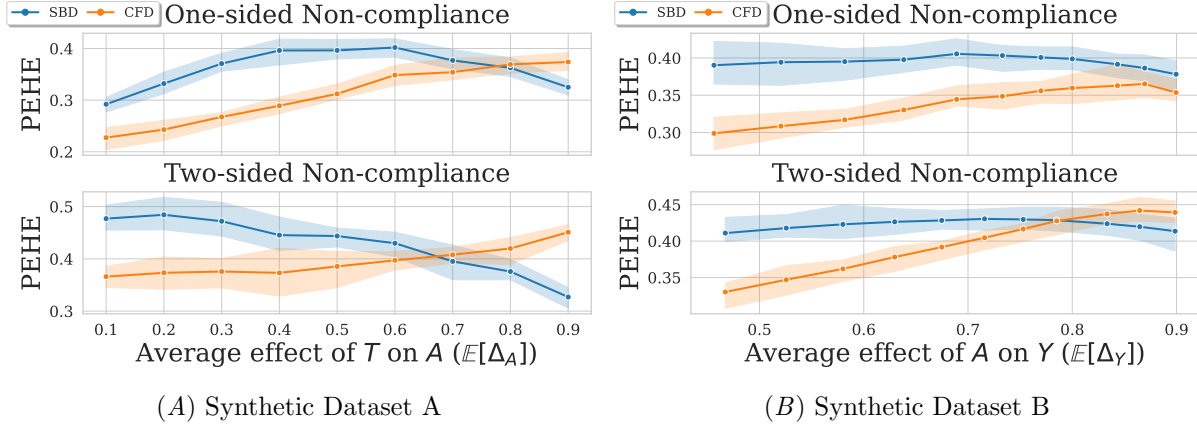 SBD CFD
One-sided Non-compliance
PEHE
0.4
0.3
0.2
Two-sided Non-compliance
PEHE
0.5
0.4
0.3
0.1 0.2 0.3 0.4 0.5 0.6 0.7 0.8 0.9
Average effect of T on A (𝔼[Δ_A])
(A) Synthetic Dataset A
SBD CFD
One-sided Non-compliance
PEHE
0.40
0.35
0.30
Two-sided Non-compliance
PEHE
0.45
0.40
0.35
0.5 0.6 0.7 0.8 0.9
Average effect of A on Y (𝔼[Δ_Y])
(B) Synthetic Dataset B